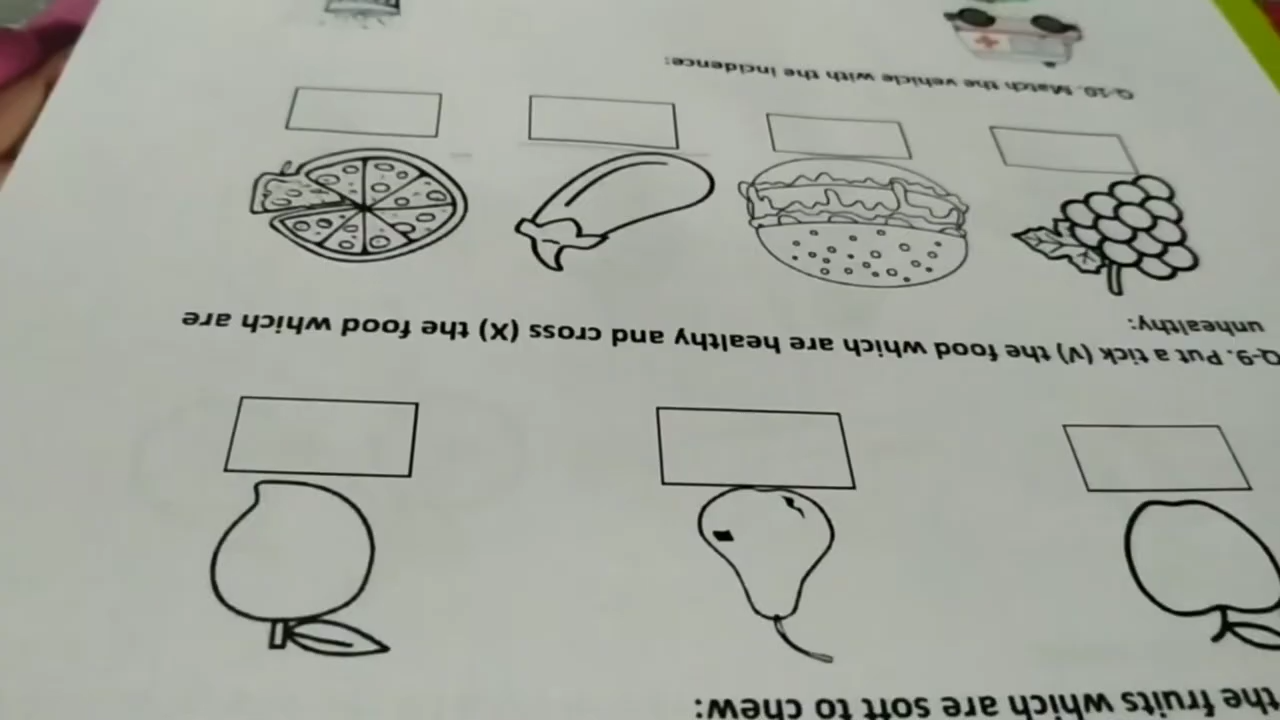 the fruits which are soft to chew:
Q-9. Put a tick (√) the food which are healthy and cross (X) the food which are
unhealthy:
Q-10. Match the vehicle with the incidence: